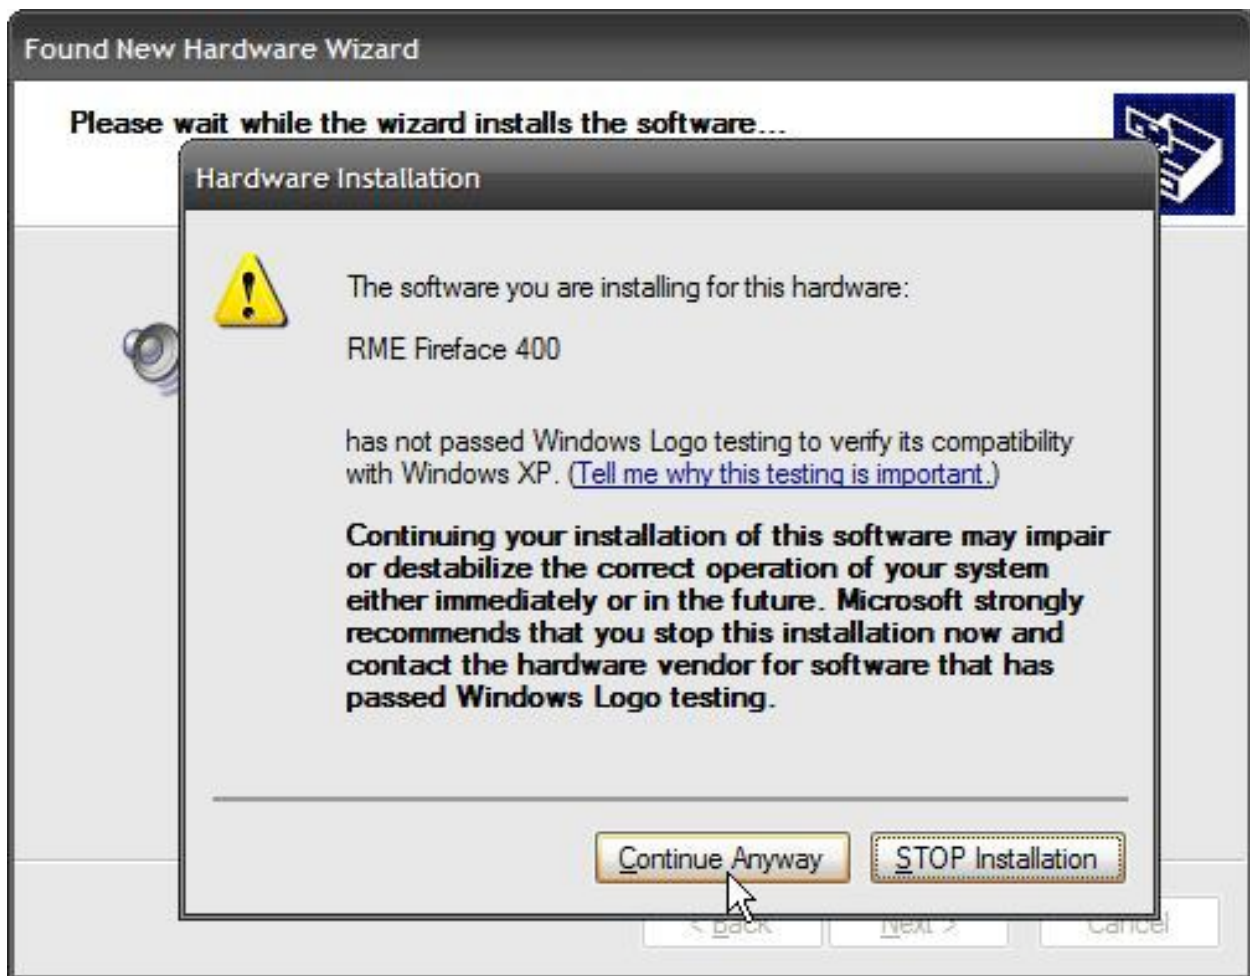 Found New Hardware Wizard
Please wait while the wizard installs the software...
Hardware Installation
The software you are installing for this hardware:
RME Fireface 400
has not passed Windows Logo testing to verify its compatibility
with Windows XP. (Tell me why this testing is important.)
Continuing your installation of this software may impair
or destabilize the correct operation of your system
either immediately or in the future. Microsoft strongly
recommends that you stop this installation now and
contact the hardware vendor for software that has
passed Windows Logo testing.
Continue Anyway STOP Installation
< Back Next > Cancel